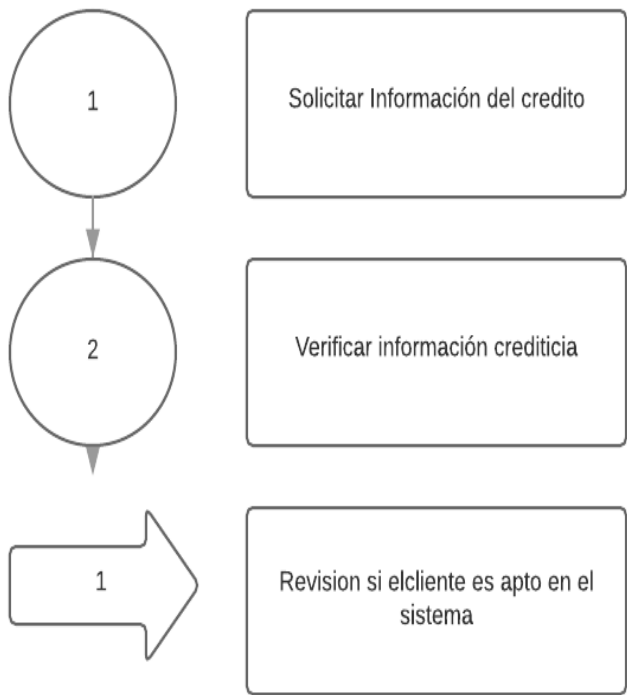 1
Solicitar Información del credito
2
Verificar información crediticia
1
Revision si elcliente es apto en el
sistema